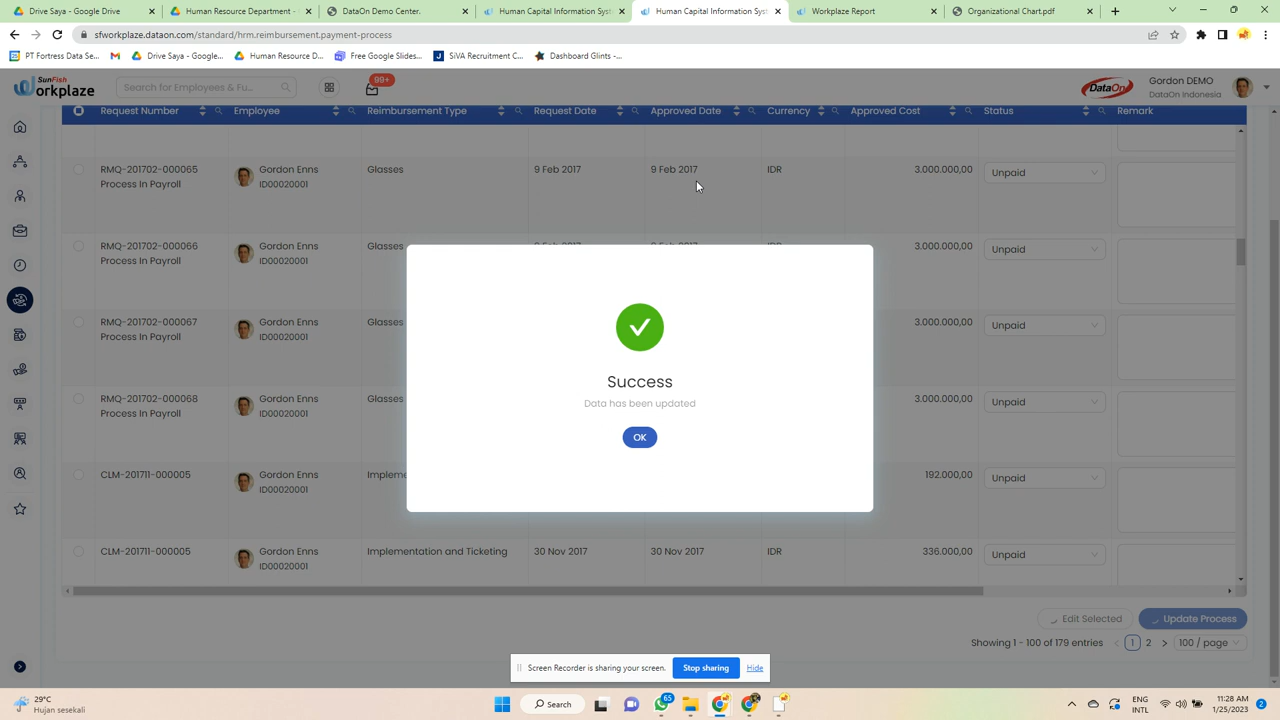 Drive Saya - Google Drive
Human Resource Department -
DataOn Demo Center.
Human Capital Information Syst
Human Capital Information Syst
Workplaze Report
Organizational Chart.pdf
sfworkplaze.dataon.com/standard/hrm.reimbursement.payment-process
PT Fortress Data Se...
Drive Saya - Google...
Human Resource D...
Free Google Slides...
SiVA Recruitment C...
Dashboard Glints –...
SunFish
workplaze
Search for Employees & Fu...
99+
DataOn
Gordon DEMO
DataOn Indonesia
Request Number
Employee
Reimbursement Type
Request Date
Approved Date
Currency
Approved Cost
Status
Remark
RMQ-201702-000065
Process In Payroll
Gordon Enns
ID00020001
Glasses
9 Feb 2017
9 Feb 2017
IDR
3.000.000,00
Unpaid
RMQ-201702-000066
Process In Payroll
Gordon Enns
ID00020001
Glasses
3.000.000,00
Unpaid
RMQ-201702-000067
Process In Payroll
Gordon Enns
ID00020001
Glasses
3.000.000,00
Unpaid
RMQ-201702-000068
Process In Payroll
Gordon Enns
ID00020001
Glasses
3.000.000,00
Unpaid
Success
Data has been updated
OK
CLM-201711-000005
Gordon Enns
ID00020001
Impleme
192.000,00
Unpaid
CLM-201711-000005
Gordon Enns
ID00020001
Implementation and Ticketing
30 Nov 2017
30 Nov 2017
IDR
336.000,00
Unpaid
Edit Selected
Update Process
Showing 1 - 100 of 179 entries
1
2
100 / page
Screen Recorder is sharing your screen.
Stop sharing
Hide
29°C
Hujan sesekali
Search
65
ENG
INTL
11:28 AM
1/25/2023
2